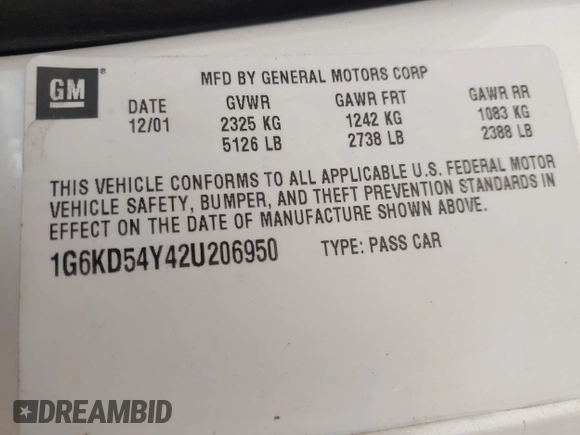 GM ®
MFD BY GENERAL MOTORS CORP
DATE GVWR GAWR FRT GAWR RR
12/01 2325 KG 1242 KG 1083 KG
5126 LB 2738 LB 2388 LB
THIS VEHICLE CONFORMS TO ALL APPLICABLE U.S. FEDERAL MOTOR
VEHICLE SAFETY, BUMPER, AND THEFT PREVENTION STANDARDS IN
EFFECT ON THE DATE OF MANUFACTURE SHOWN ABOVE.
1G6KD54Y42U206950 TYPE: PASS CAR
DREAMBID